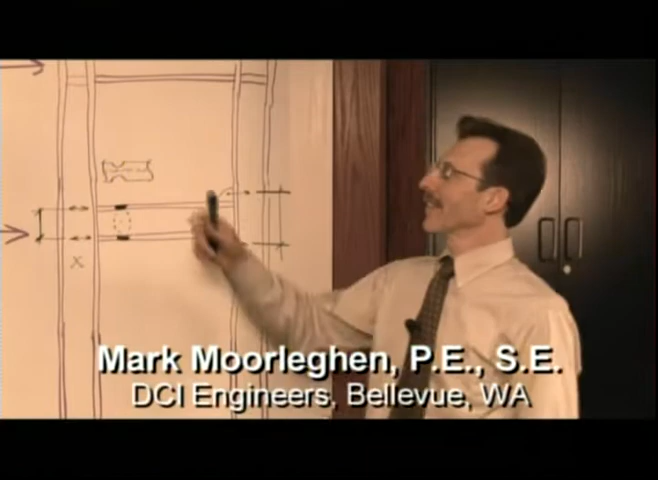 X
Mark Moorleghen, P.E., S.E.
DCI Engineers, Bellevue, WA